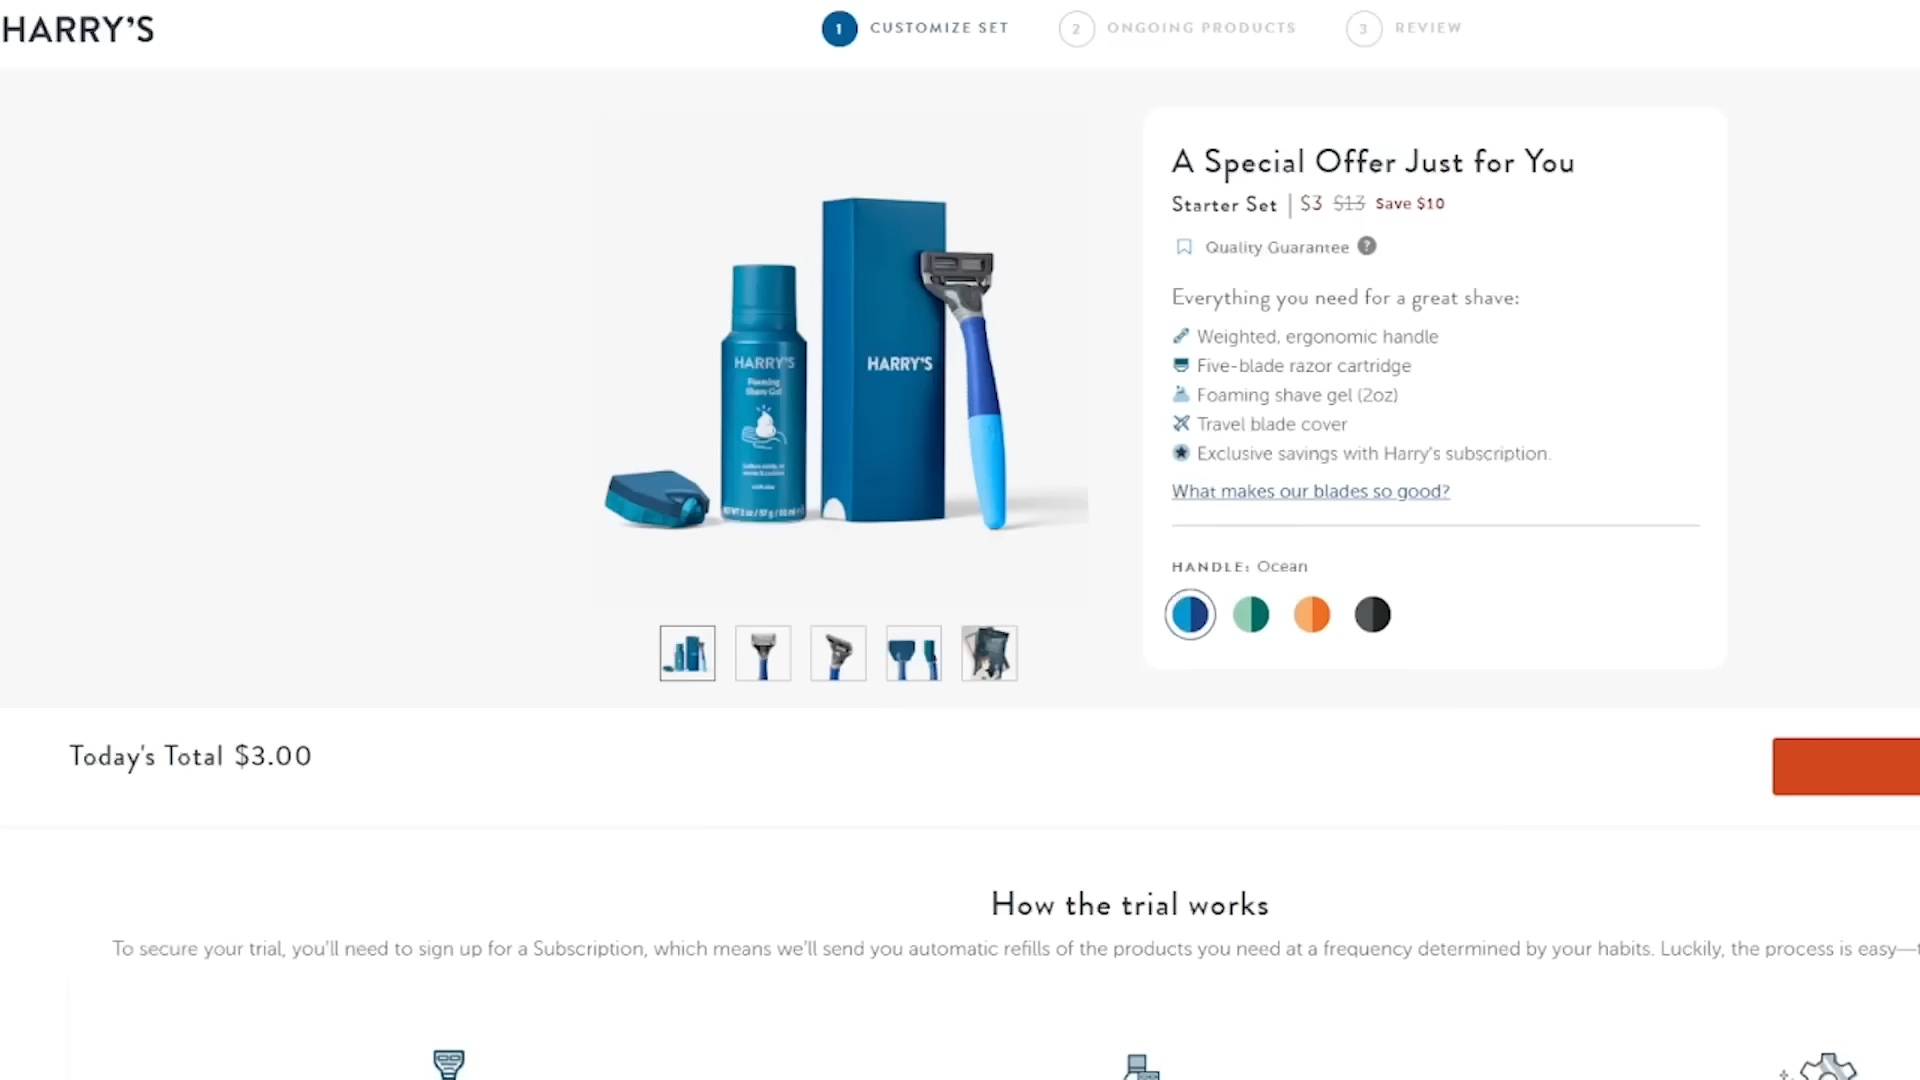 HARRY'S
1 CUSTOMIZE SET
2 ONGOING PRODUCTS
3 REVIEW
A Special Offer Just for You
Starter Set | $3 $13 Save $10
Quality Guarantee ?
Everything you need for a great shave:
Weighted, ergonomic handle
Five-blade razor cartridge
Foaming shave gel (2oz)
Travel blade cover
Exclusive savings with Harry's subscription.
What makes our blades so good?
HANDLE: Ocean
HARRY'S
Foaming
Shave Gel
HARRY'S
Today's Total $3.00
How the trial works
To secure your trial, you'll need to sign up for a Subscription, which means we'll send you automatic refills of the products you need at a frequency determined by your habits. Luckily, the process is easy—